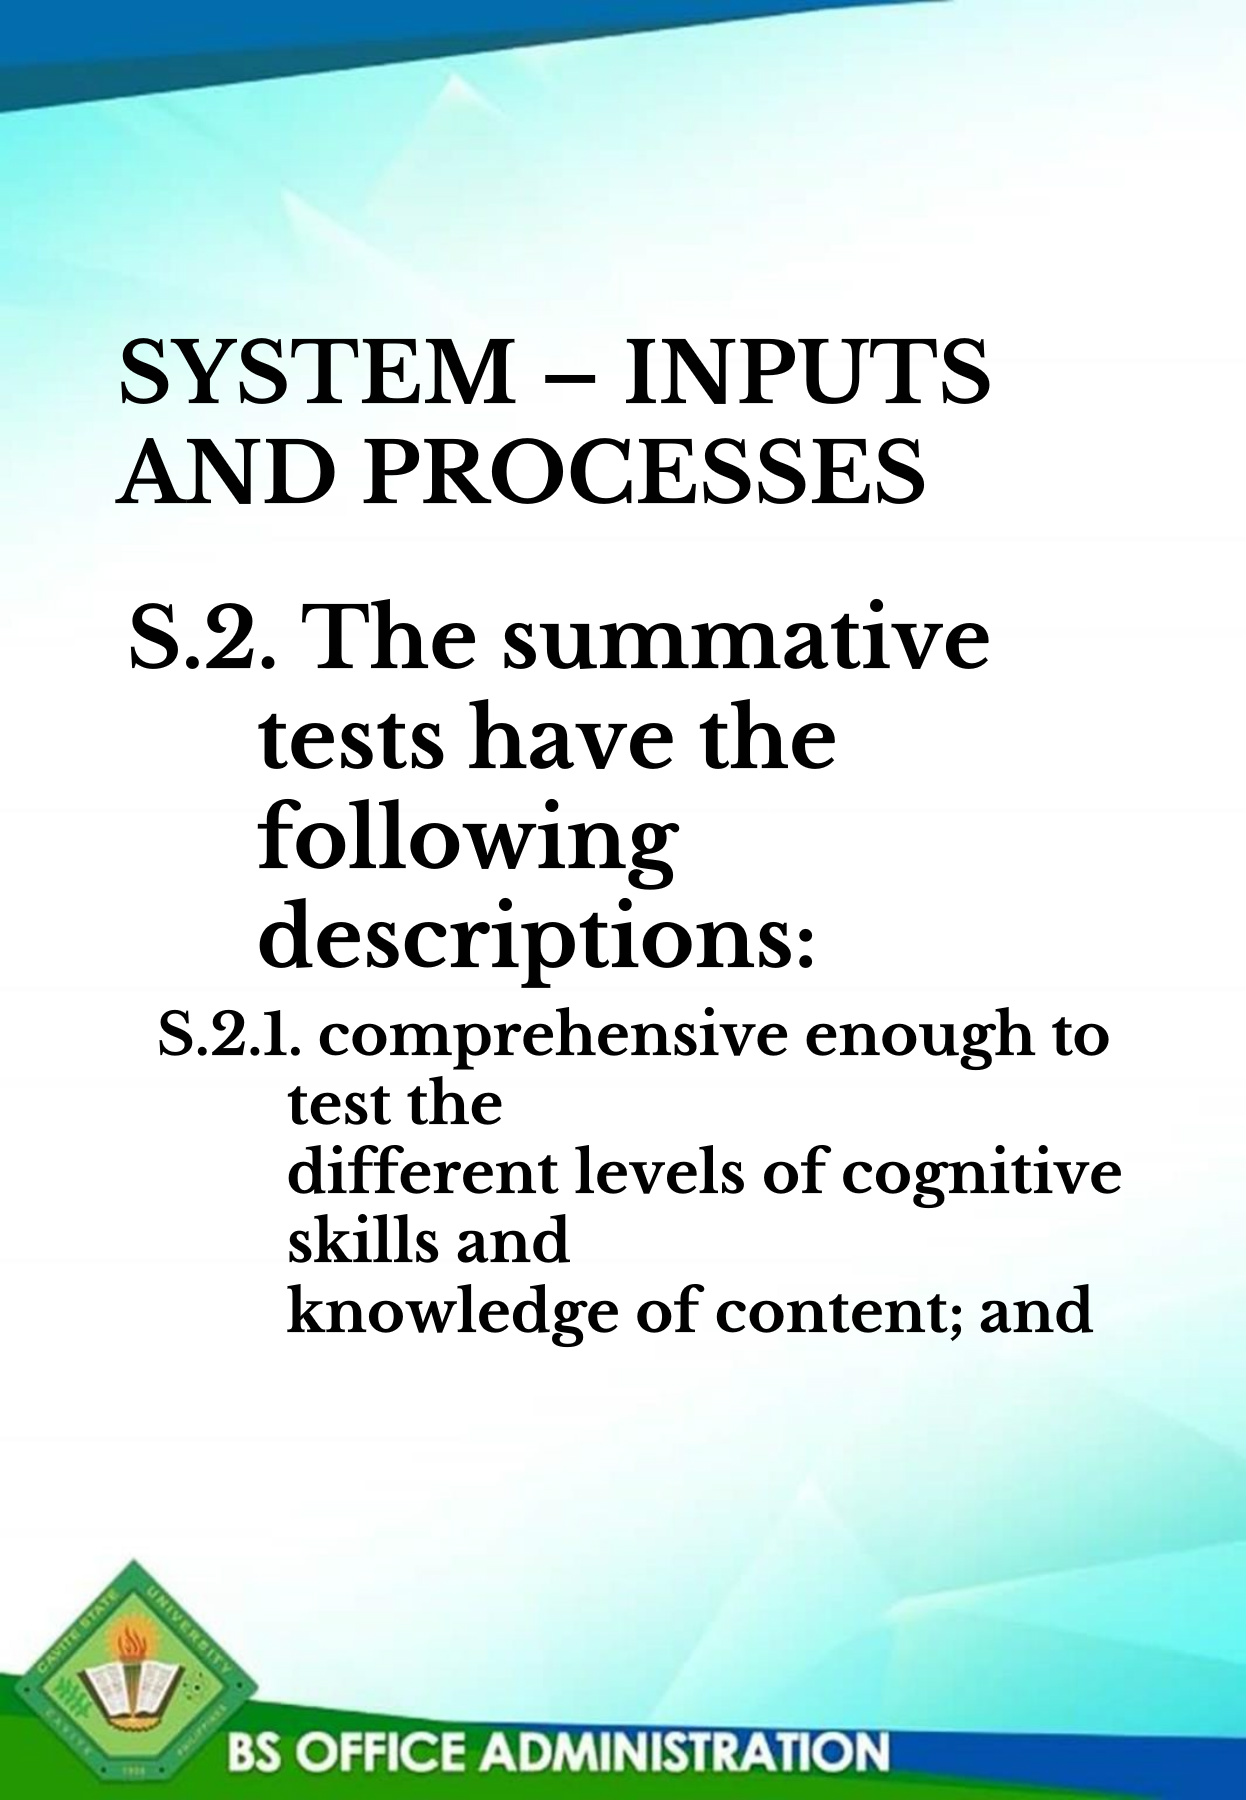 SYSTEM – INPUTS
AND PROCESSES
S.2. The summative
tests have the
following
descriptions:
S.2.1. comprehensive enough to
test the
different levels of cognitive
skills and
knowledge of content; and
CAVITE STATE UNIVERSITY
CAVITE
PHILIPPINES
1906
BS OFFICE ADMINISTRATION